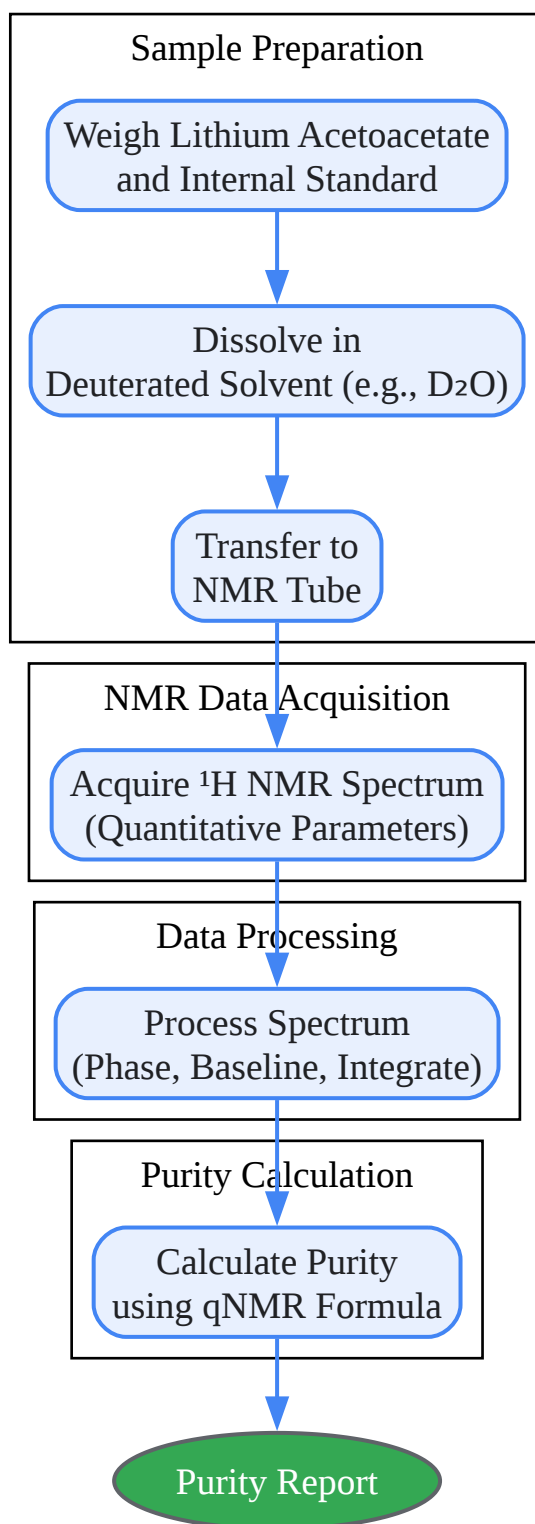 Sample Preparation
Weigh Lithium Acetoacetate
and Internal Standard
Dissolve in
Deuterated Solvent (e.g., D₂O)
Transfer to
NMR Tube
NMR Data Acquisition
Acquire ¹H NMR Spectrum
(Quantitative Parameters)
Data Processing
Process Spectrum
(Phase, Baseline, Integrate)
Purity Calculation
Calculate Purity
using qNMR Formula
Purity Report